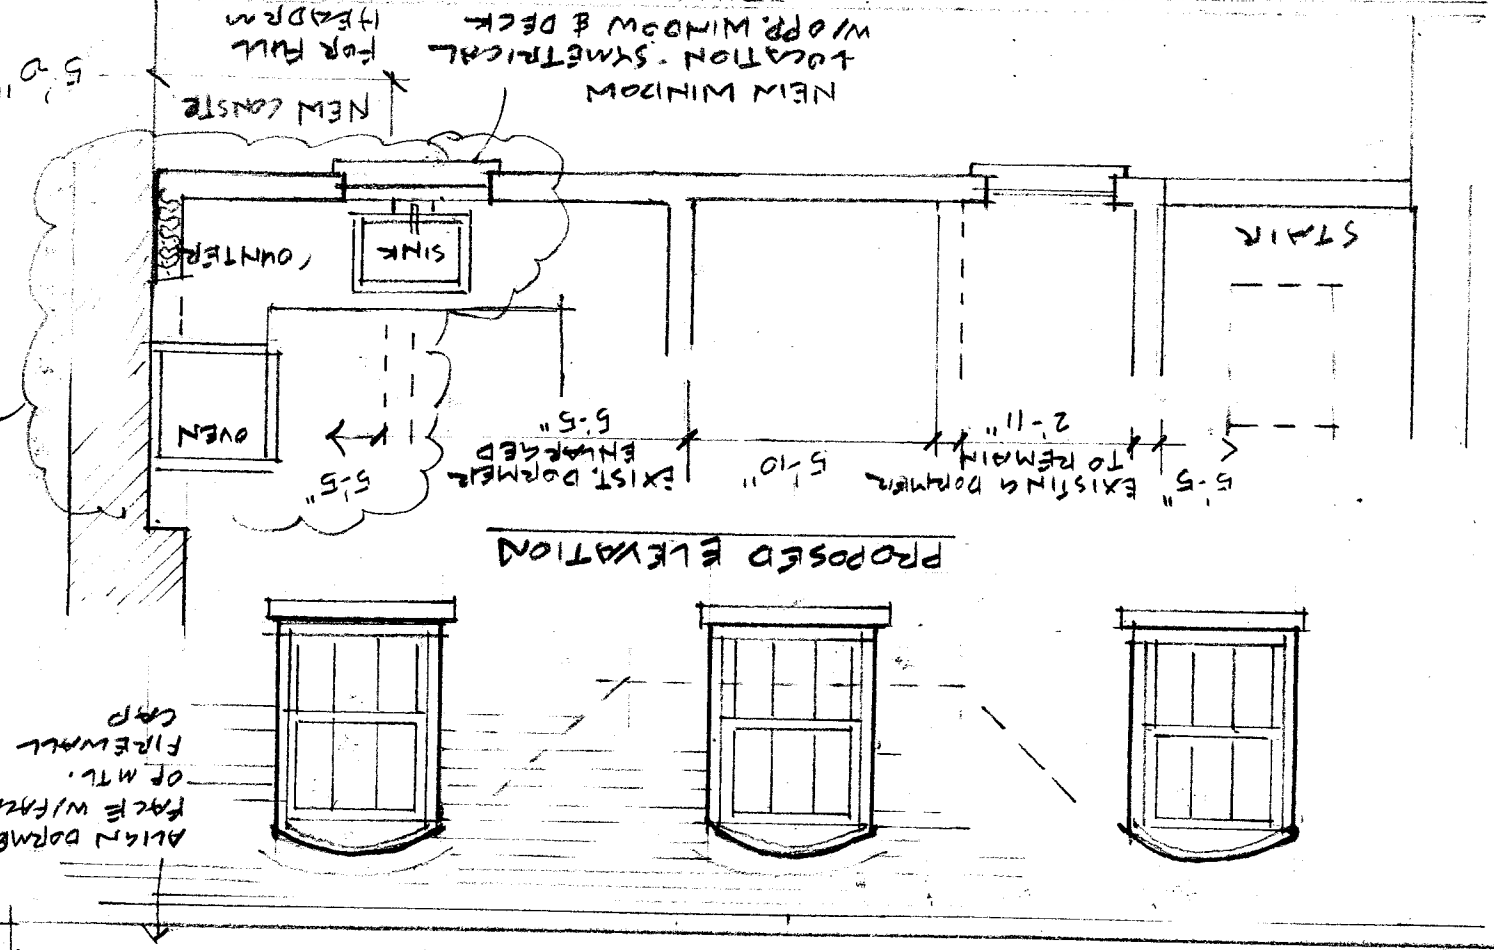 ALIGN DORME
FACE W/FAC
OF MTL.
FIREWALL
CAP
PROPOSED ELEVATION
5'-5"
EXISTING DORMER
TO REMAIN
2'-11"
5'-10"
EXIST. DORMER
ENLARGED
5'-5"
5'-5"
OVEN
STAIR
SINK
COUNTER
NEW WINDOW
LOCATION - SYMETRICAL
W/OPP. WINDOW & DECK
NEW CONSTR
FOR FULL
HEADRM
5'-0"